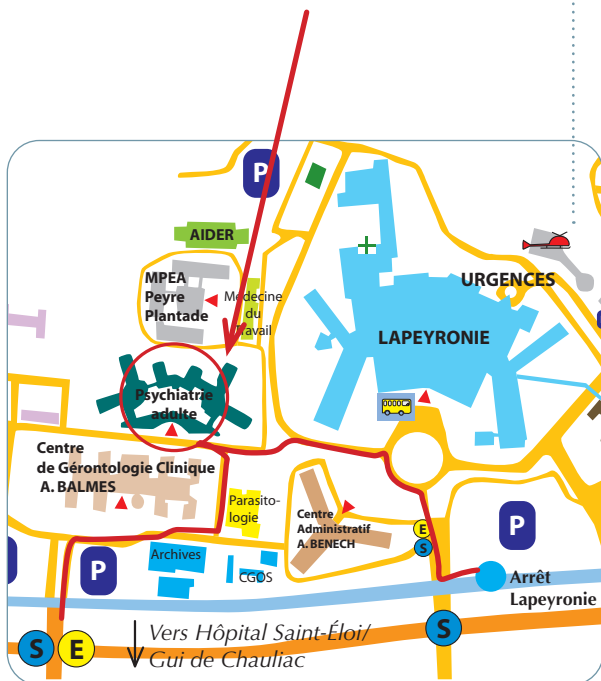 P
AIDER
MPEA
Peyre
Plantade
Médecine
du
Travail
URGENCES
LAPEYRONIE
Psychiatrie
adulte
Centre
de Gérontologie Clinique
A. BALMES
Parasito-
logie
Centre
Administratif
A. BENECH
E
S
P
Archives
CGOS
P
Arrêt
Lapeyronie
S
E
S
Vers Hôpital Saint-Éloi/
Gui de Chauliac